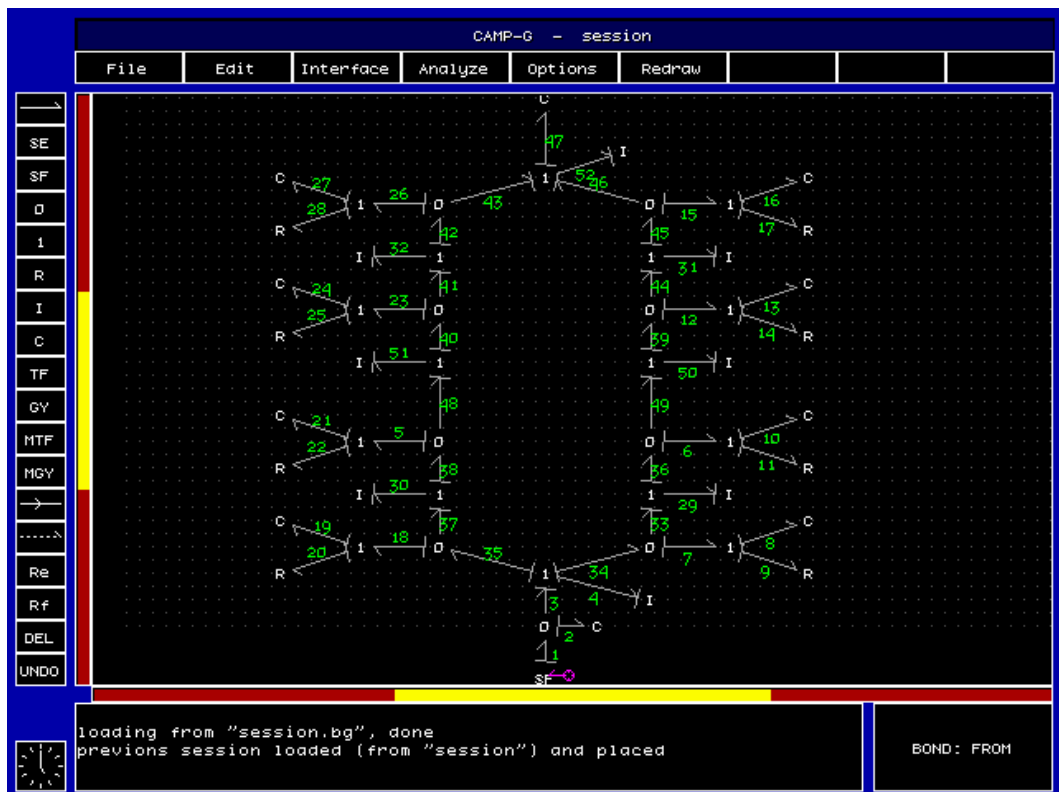 CAMP-G - session
File Edit Interface Analyze Options Redraw
SE
SF
0
1
R
I
C
TF
GY
MTF
MGY
Re
Rf
DEL
UNDO
C
47
I
C 27 26 43 1 52 46 15 16 C
28 1 0 0 1
R 42 45 17 R
I 32 1 1 31 I
C 24 23 41 44 13 C
25 1 0 0 12 1 14
R 40 39 R
I 51 1 1 50 I
48 49
C 21 5 10 C
22 1 0 0 6 1 11
R 38 36 R
I 30 1 1 29 I
C 19 18 37 33 8 C
20 1 0 35 34 0 7 1 9
R 1 R
3 4 I
0 2 C
1
SF
loading from "session.bg", done
previons session loaded (from "session") and placed
BOND: FROM